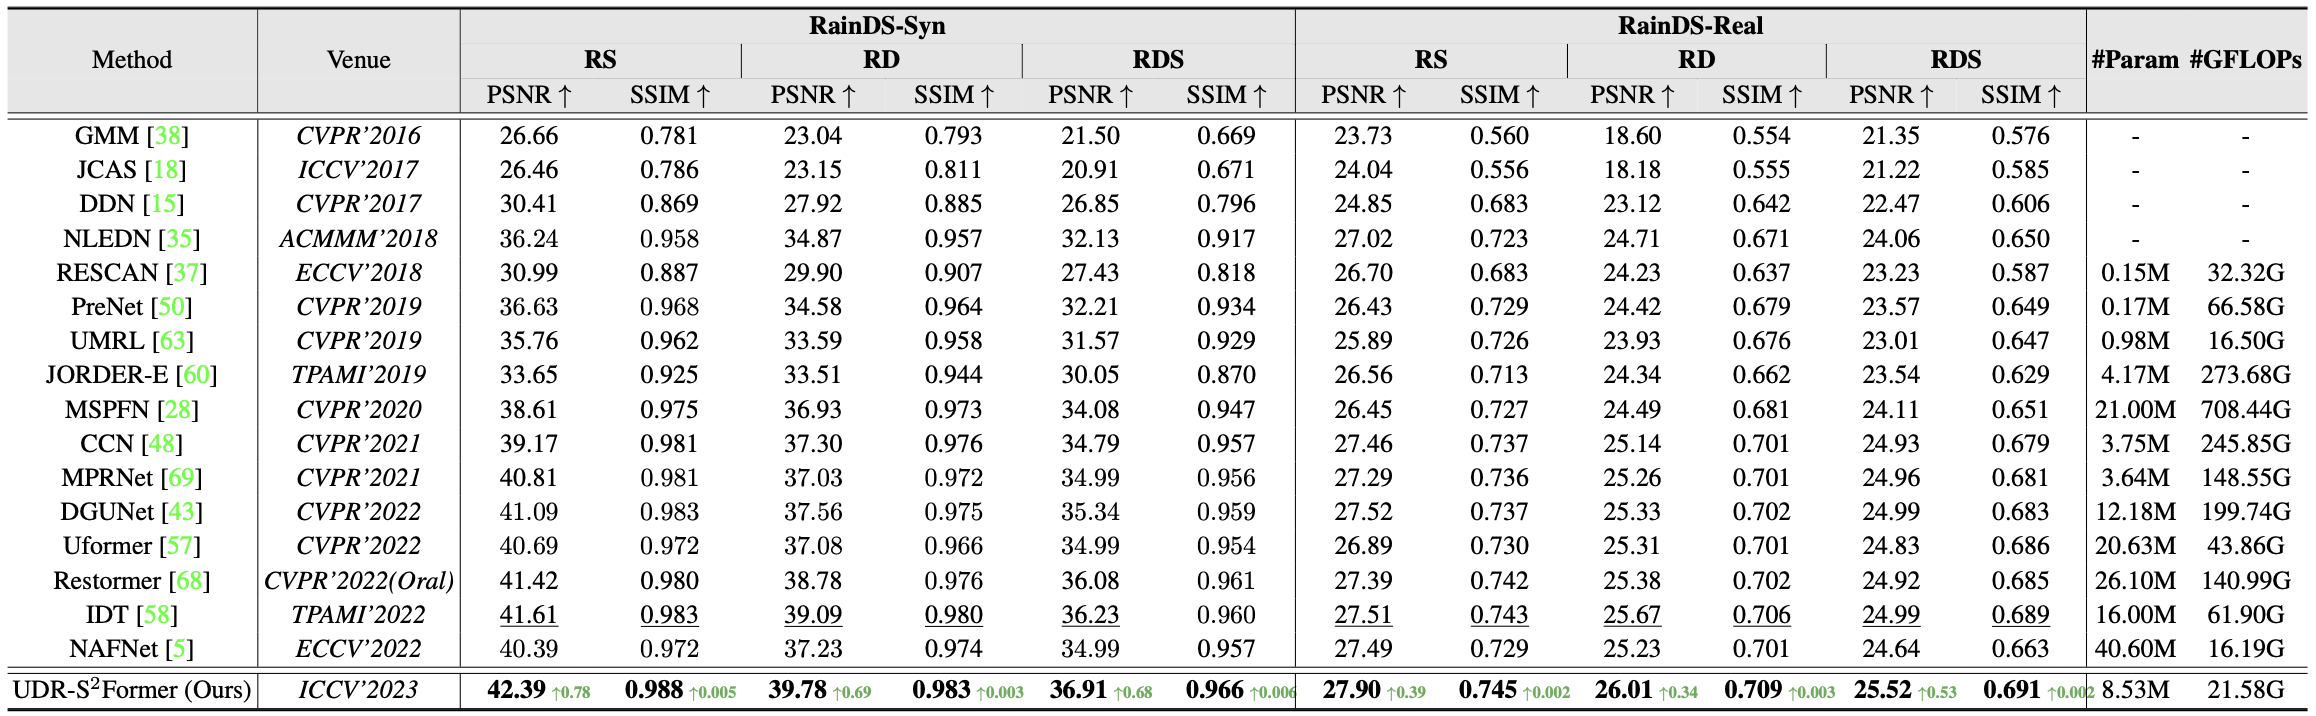 RainDS-Syn RainDS-Real
Method Venue RS RD RDS RS RD RDS #Param #GFLOPs
PSNR ↑ SSIM ↑ PSNR ↑ SSIM ↑ PSNR ↑ SSIM ↑ PSNR ↑ SSIM ↑ PSNR ↑ SSIM ↑ PSNR ↑ SSIM ↑
GMM [38] CVPR'2016 26.66 0.781 23.04 0.793 21.50 0.669 23.73 0.560 18.60 0.554 21.35 0.576 - -
JCAS [18] ICCV'2017 26.46 0.786 23.15 0.811 20.91 0.671 24.04 0.556 18.18 0.555 21.22 0.585 - -
DDN [15] CVPR'2017 30.41 0.869 27.92 0.885 26.85 0.796 24.85 0.683 23.12 0.642 22.47 0.606 - -
NLEDN [35] ACMMM'2018 36.24 0.958 34.87 0.957 32.13 0.917 27.02 0.723 24.71 0.671 24.06 0.650 - -
RESCAN [37] ECCV'2018 30.99 0.887 29.90 0.907 27.43 0.818 26.70 0.683 24.23 0.637 23.23 0.587 0.15M 32.32G
PreNet [50] CVPR'2019 36.63 0.968 34.58 0.964 32.21 0.934 26.43 0.729 24.42 0.679 23.57 0.649 0.17M 66.58G
UMRL [63] CVPR'2019 35.76 0.962 33.59 0.958 31.57 0.929 25.89 0.726 23.93 0.676 23.01 0.647 0.98M 16.50G
JORDER-E [60] TPAMI'2019 33.65 0.925 33.51 0.944 30.05 0.870 26.56 0.713 24.34 0.662 23.54 0.629 4.17M 273.68G
MSPFN [28] CVPR'2020 38.61 0.975 36.93 0.973 34.08 0.947 26.45 0.727 24.49 0.681 24.11 0.651 21.00M 708.44G
CCN [48] CVPR'2021 39.17 0.981 37.30 0.976 34.79 0.957 27.46 0.737 25.14 0.701 24.93 0.679 3.75M 245.85G
MPRNet [69] CVPR'2021 40.81 0.981 37.03 0.972 34.99 0.956 27.29 0.736 25.26 0.701 24.96 0.681 3.64M 148.55G
DGUNet [43] CVPR'2022 41.09 0.983 37.56 0.975 35.34 0.959 27.52 0.737 25.33 0.702 24.99 0.683 12.18M 199.74G
Uformer [57] CVPR'2022 40.69 0.972 37.08 0.966 34.99 0.954 26.89 0.730 25.31 0.701 24.83 0.686 20.63M 43.86G
Restormer [68] CVPR'2022(Oral) 41.42 0.980 38.78 0.976 36.08 0.961 27.39 0.742 25.38 0.702 24.92 0.685 26.10M 140.99G
IDT [58] TPAMI'2022 41.61 0.983 39.09 0.980 36.23 0.960 27.51 0.743 25.67 0.706 24.99 0.689 16.00M 61.90G
NAFNet [5] ECCV'2022 40.39 0.972 37.23 0.974 34.99 0.957 27.49 0.729 25.23 0.701 24.64 0.663 40.60M 16.19G
UDR-S²Former (Ours) ICCV'2023 42.39 ↑0.78 0.988 ↑0.005 39.78 ↑0.69 0.983 ↑0.003 36.91 ↑0.68 0.966 ↑0.006 27.90 ↑0.39 0.745 ↑0.002 26.01 ↑0.34 0.709 ↑0.003 25.52 ↑0.53 0.691 ↑0.002 8.53M 21.58G